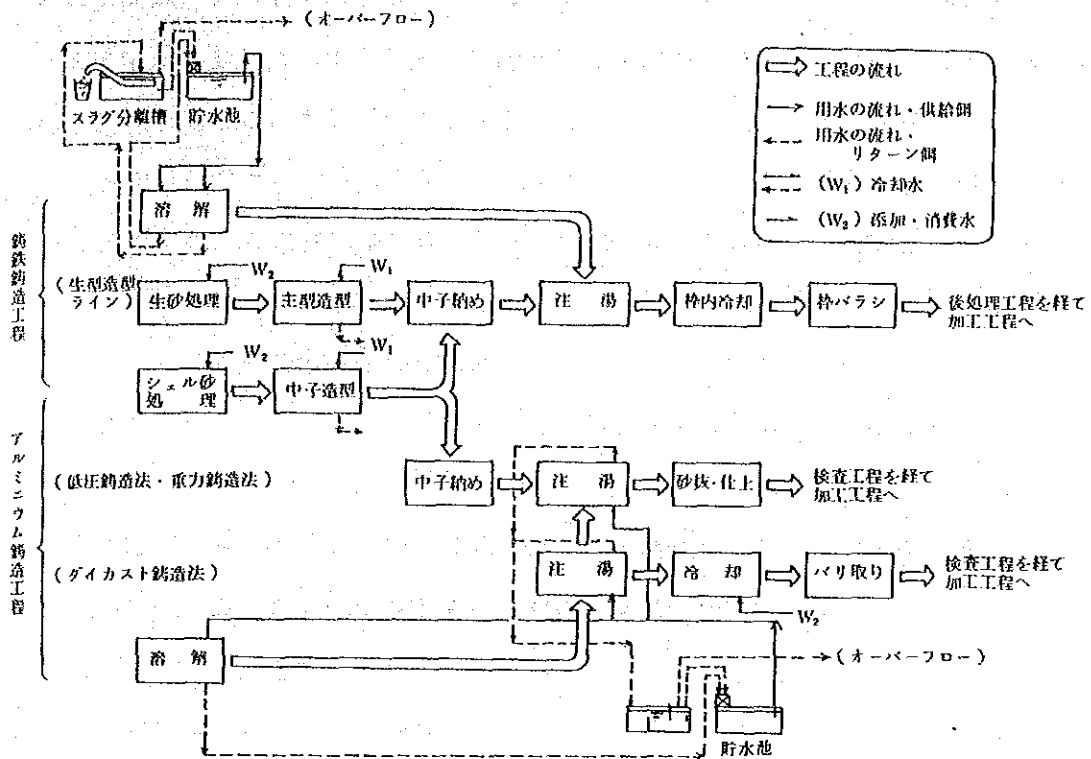 (オーバーフロー)
スラグ分離槽
貯水池
工程の流れ
用水の流れ・供給側
用水の流れ・
リターン側
(W₁)冷却水
(W₂)添加・消費水
鋳鉄鋳造工程
溶解
(生型造型
ライン)
W₂
W₁
生砂処理
主型造型
中子納め
注湯
枠内冷却
枠バラシ
後処理工程を経て
加工工程へ
W₂
W₁
シェル砂
処理
中子造型
アルミニウム鋳造工程
(低圧鋳造法・重力鋳造法)
中子納め
注湯
砂抜・仕上
検査工程を経て
加工工程へ
(ダイカスト鋳造法)
注湯
冷却
バリ取り
検査工程を経て
加工工程へ
W₂
溶解
(オーバーフロー)
貯水池